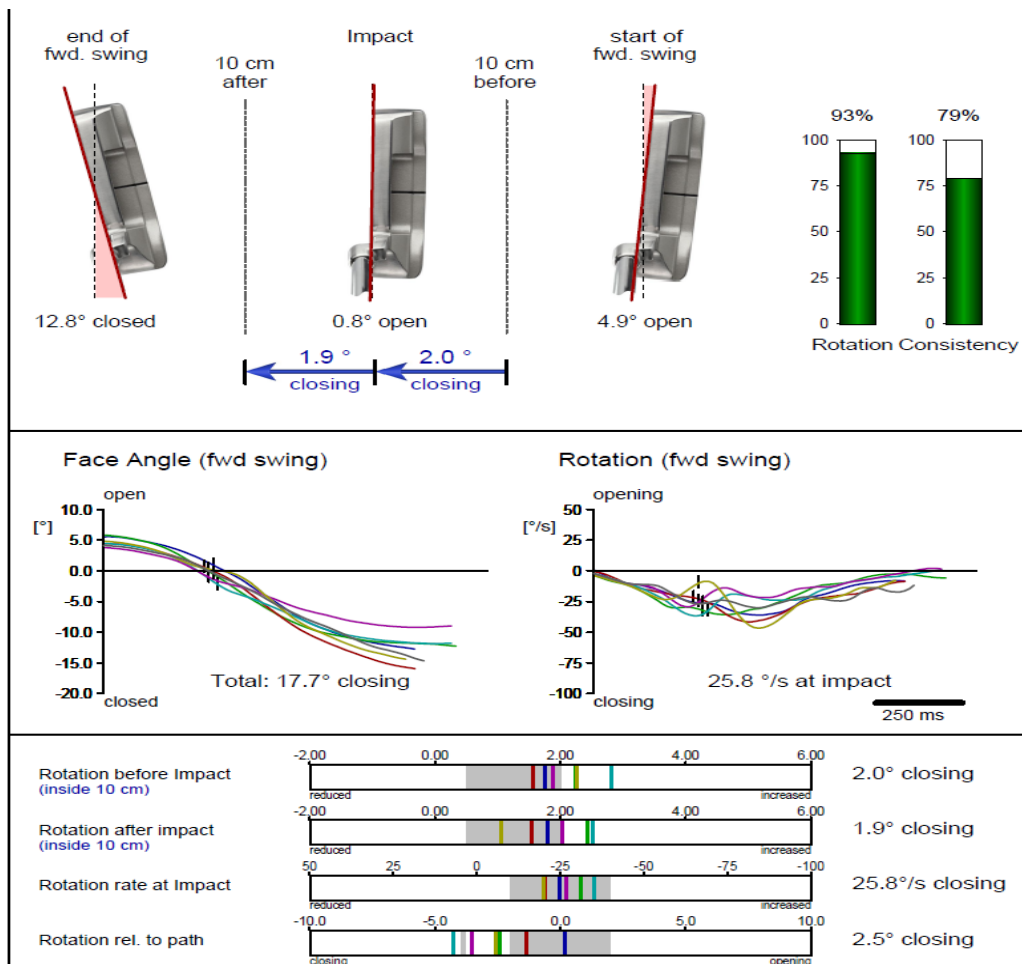 end of
fwd. swing
Impact
start of
fwd. swing
10 cm
after
10 cm
before
12.8° closed
0.8° open
4.9° open
1.9 °
closing
2.0 °
closing
93%
79%
100
75
50
25
0
100
75
50
25
0
Rotation Consistency
Face Angle (fwd swing)
open
[°]
10.0
5.0
0.0
-5.0
-10.0
-15.0
-20.0
closed
Total: 17.7° closing
Rotation (fwd swing)
opening
[°/s]
50
25
0
-25
-50
-75
-100
closing
25.8 °/s at impact
250 ms
-2.00 0.00 2.00 4.00 6.00
Rotation before Impact
(inside 10 cm)
reduced increased
2.0° closing
-2.00 0.00 2.00 4.00 6.00
Rotation after impact
(inside 10 cm)
reduced increased
1.9° closing
50 25 0 -25 -50 -75 -100
Rotation rate at Impact
reduced increased
25.8°/s closing
-10.0 -5.0 0.0 5.0 10.0
Rotation rel. to path
closing opening
2.5° closing